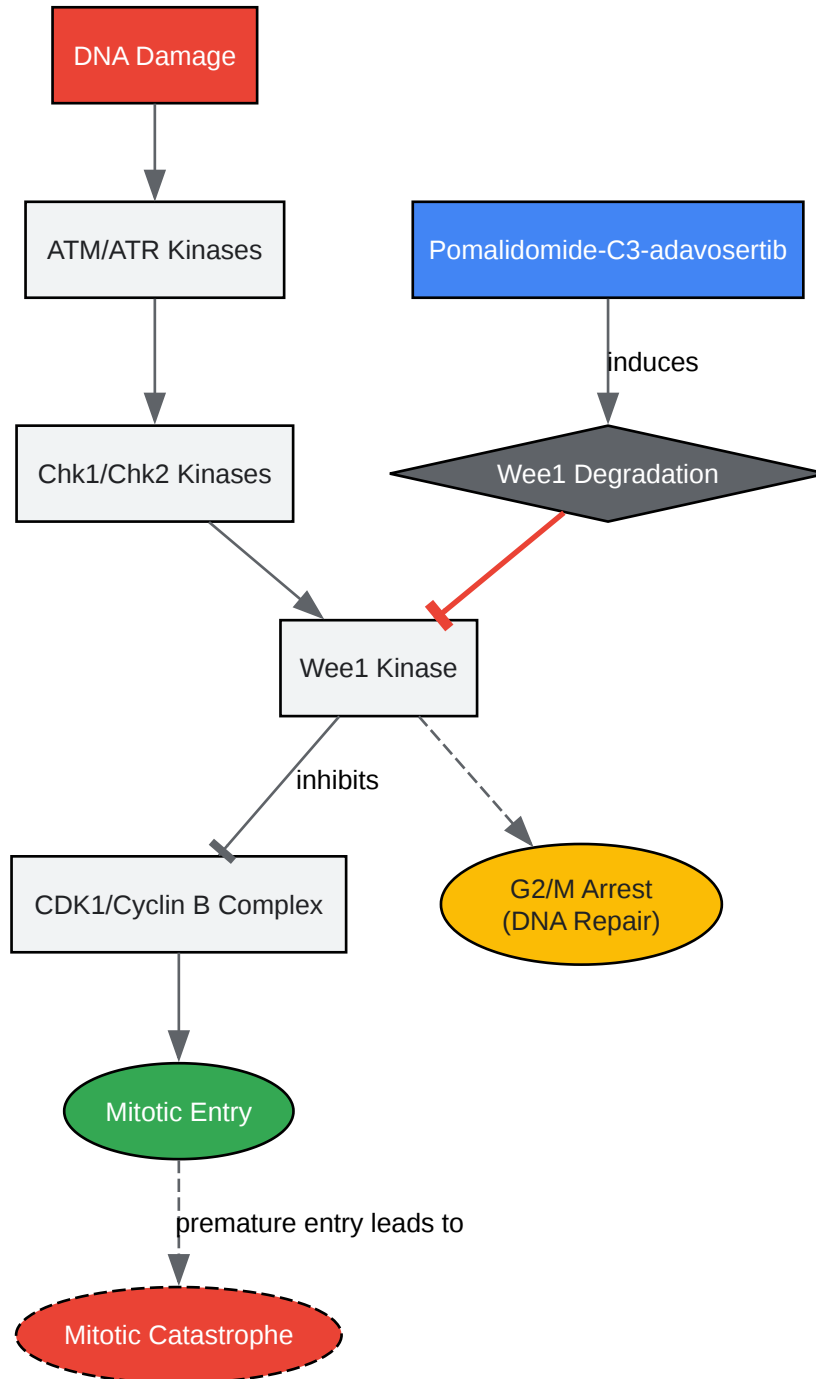 DNA Damage
ATM/ATR Kinases
Pomalidomide-C3-adavosertib
induces
Chk1/Chk2 Kinases
Wee1 Degradation
Wee1 Kinase
inhibits
CDK1/Cyclin B Complex
G2/M Arrest
(DNA Repair)
Mitotic Entry
premature entry leads to
Mitotic Catastrophe